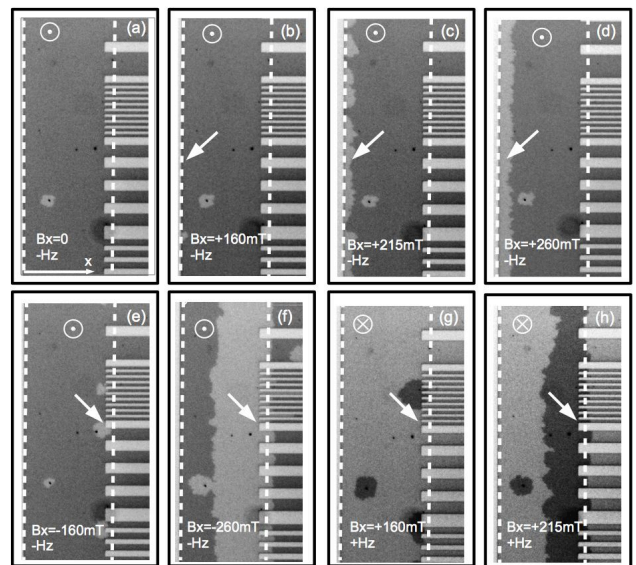 (a)
Bx=0
-Hz
x
(b)
Bx=+160mT
-Hz
(c)
Bx=+215mT
-Hz
(d)
Bx=+260mT
-Hz
(e)
Bx=-160mT
-Hz
(f)
Bx=-260mT
-Hz
(g)
Bx=+160mT
+Hz
(h)
Bx=+215mT
+Hz